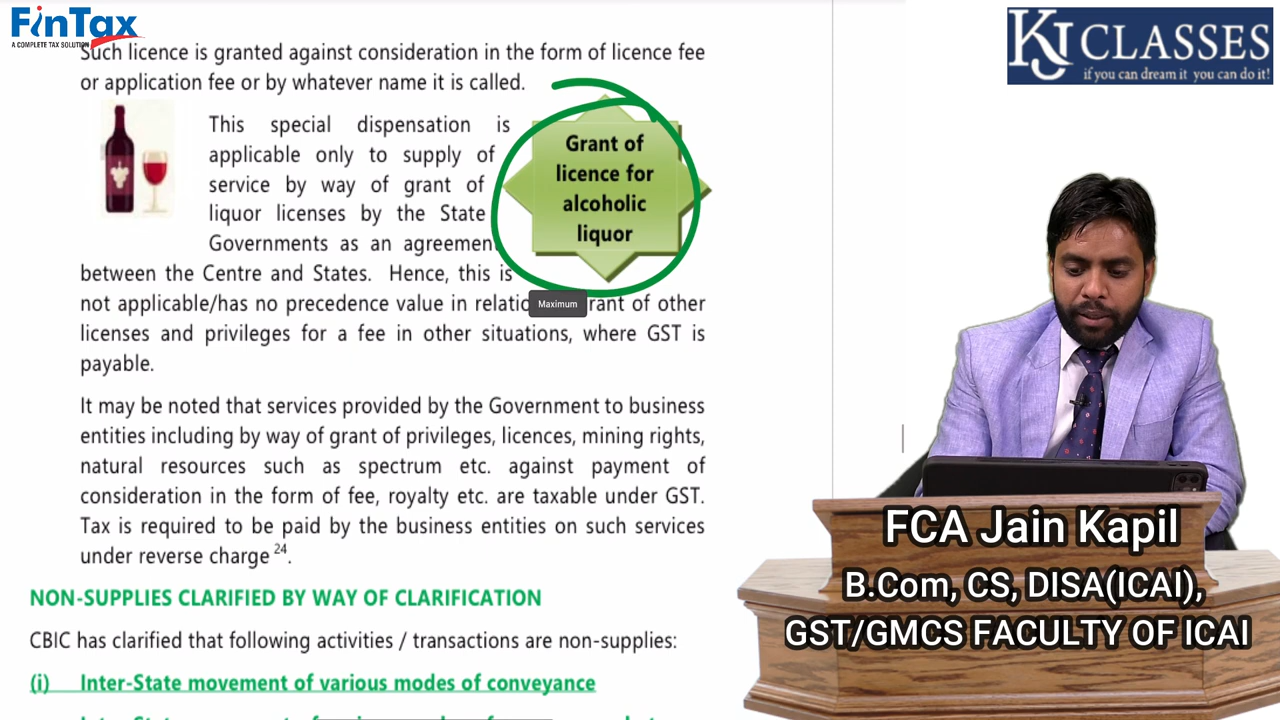 FinTax
A COMPLETE TAX SOLUTION
KJ CLASSES
if you can dream it you can do it!
Such licence is granted against consideration in the form of licence fee
or application fee or by whatever name it is called.
This special dispensation is
applicable only to supply of
service by way of grant of
liquor licenses by the State
Governments as an agreement
between the Centre and States. Hence, this is
not applicable/has no precedence value in relatio rant of other
licenses and privileges for a fee in other situations, where GST is
payable.
Grant of
licence for
alcoholic
liquor
Maximum
It may be noted that services provided by the Government to business
entities including by way of grant of privileges, licences, mining rights,
natural resources such as spectrum etc. against payment of
consideration in the form of fee, royalty etc. are taxable under GST.
Tax is required to be paid by the business entities on such services
under reverse charge 24.
NON-SUPPLIES CLARIFIED BY WAY OF CLARIFICATION
CBIC has clarified that following activities / transactions are non-supplies:
(i) Inter-State movement of various modes of conveyance
FCA Jain Kapil
B.Com, CS, DISA(ICAI),
GST/GMCS FACULTY OF ICAI